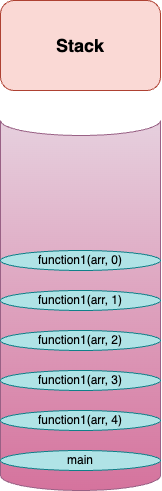 Stack
function1(arr, 0)
function1(arr, 1)
function1(arr, 2)
function1(arr, 3)
function1(arr, 4)
main